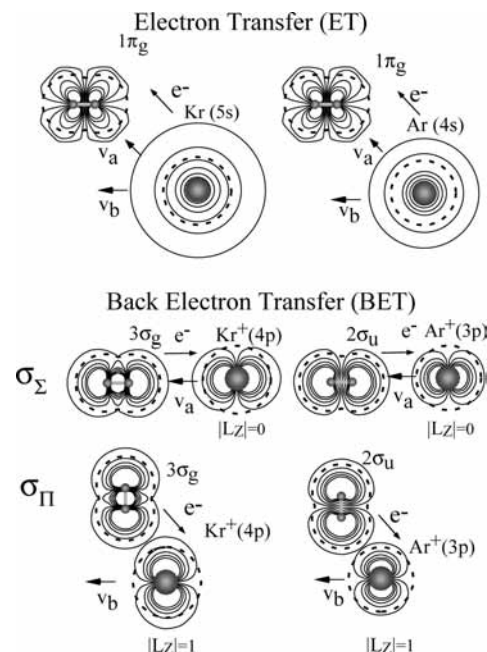 Electron Transfer (ET)
1πg 1πg
e- e-
Kr (5s) Ar (4s)
va va
vb vb
Back Electron Transfer (BET)
3σg e- Kr+(4p) 2σu e- Ar+(3p)
σΣ
va va
|LZ|=0 |LZ|=0
3σg 2σu
σΠ
e- e-
Kr+(4p) Ar+(3p)
vb vb
|LZ|=1 |LZ|=1